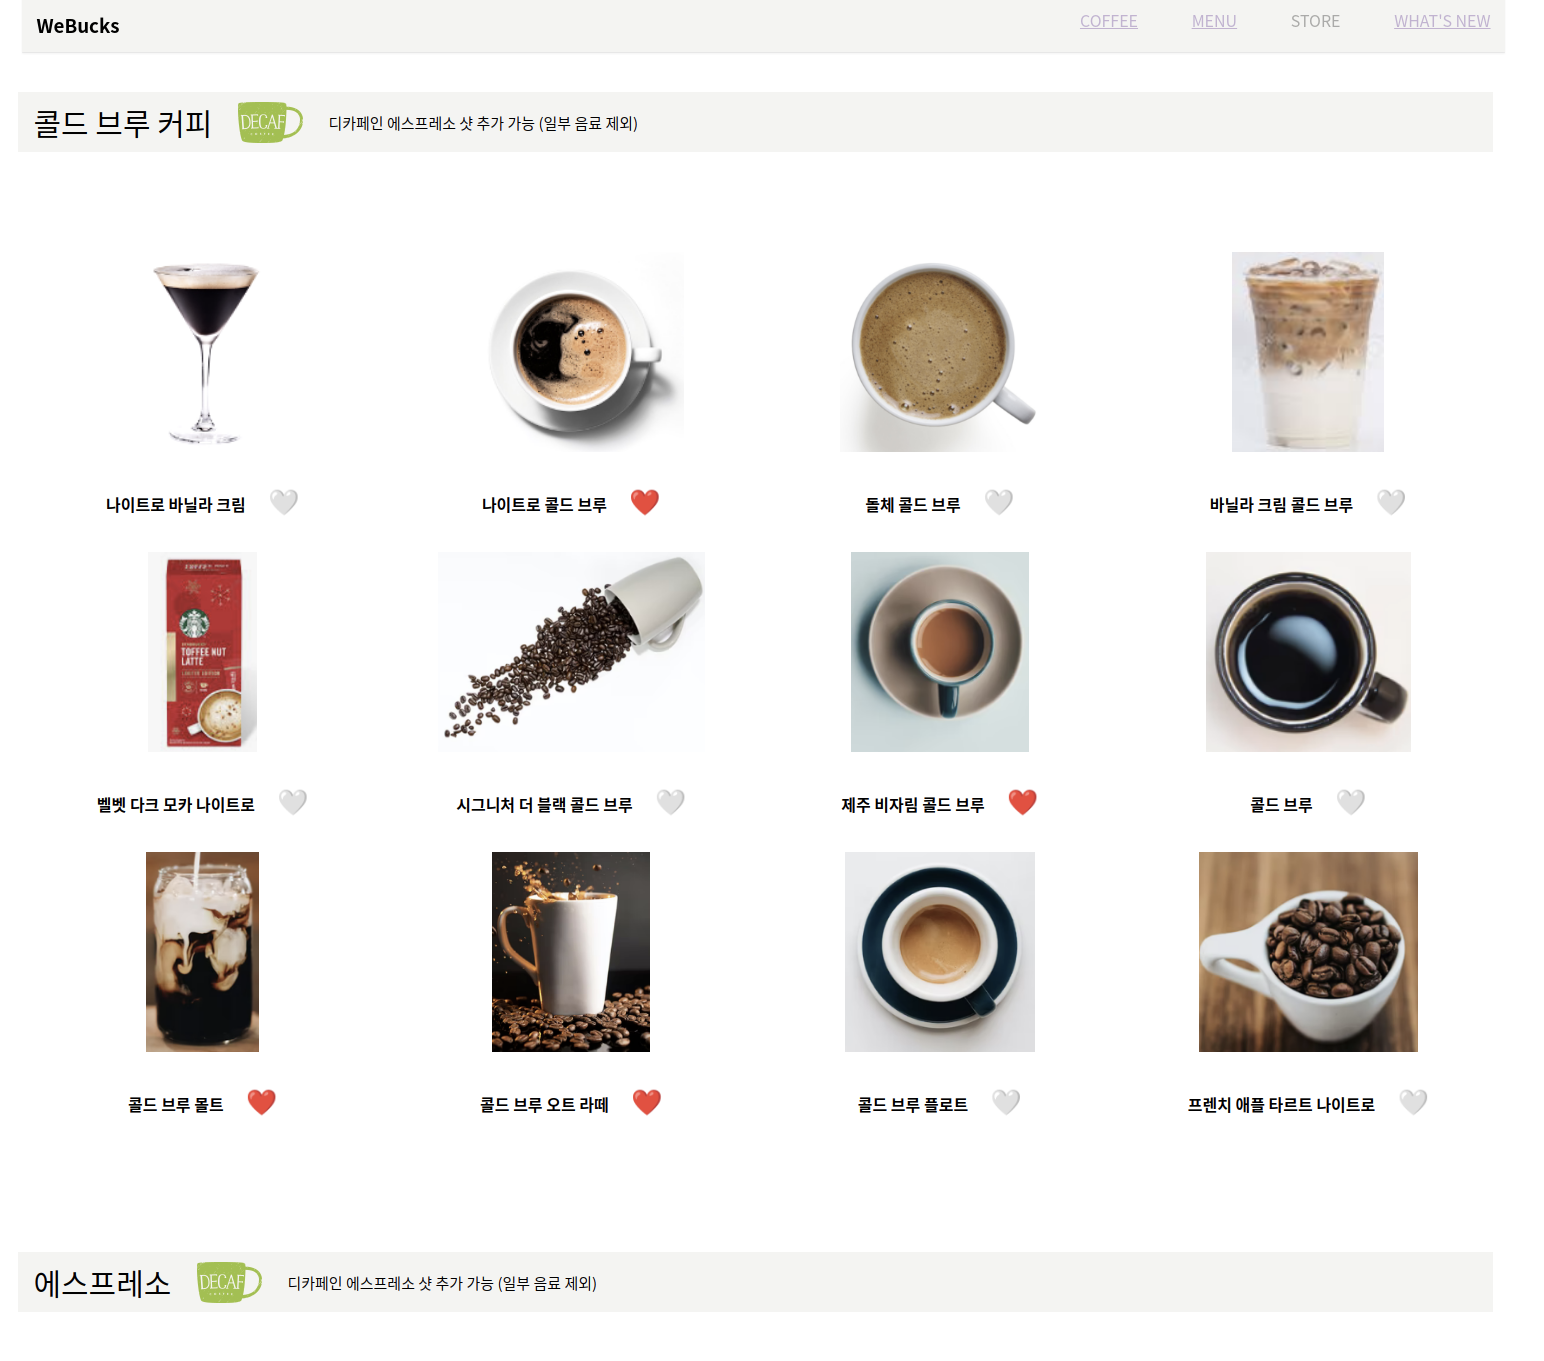 WeBucks
COFFEE MENU STORE WHAT'S NEW
콜드 브루 커피 DECAF COFFEE 디카페인 에스프레소 샷 추가 가능 (일부 음료 제외)
나이트로 바닐라 크림 나이트로 콜드 브루 돌체 콜드 브루 바닐라 크림 콜드 브루
TOFFEE NUT
LATTE
LIMITED EDITION
벨벳 다크 모카 나이트로 시그니처 더 블랙 콜드 브루 제주 비자림 콜드 브루 콜드 브루
콜드 브루 몰트 콜드 브루 오트 라떼 콜드 브루 플로트 프렌치 애플 타르트 나이트로
에스프레소 DECAF COFFEE 디카페인 에스프레소 샷 추가 가능 (일부 음료 제외)